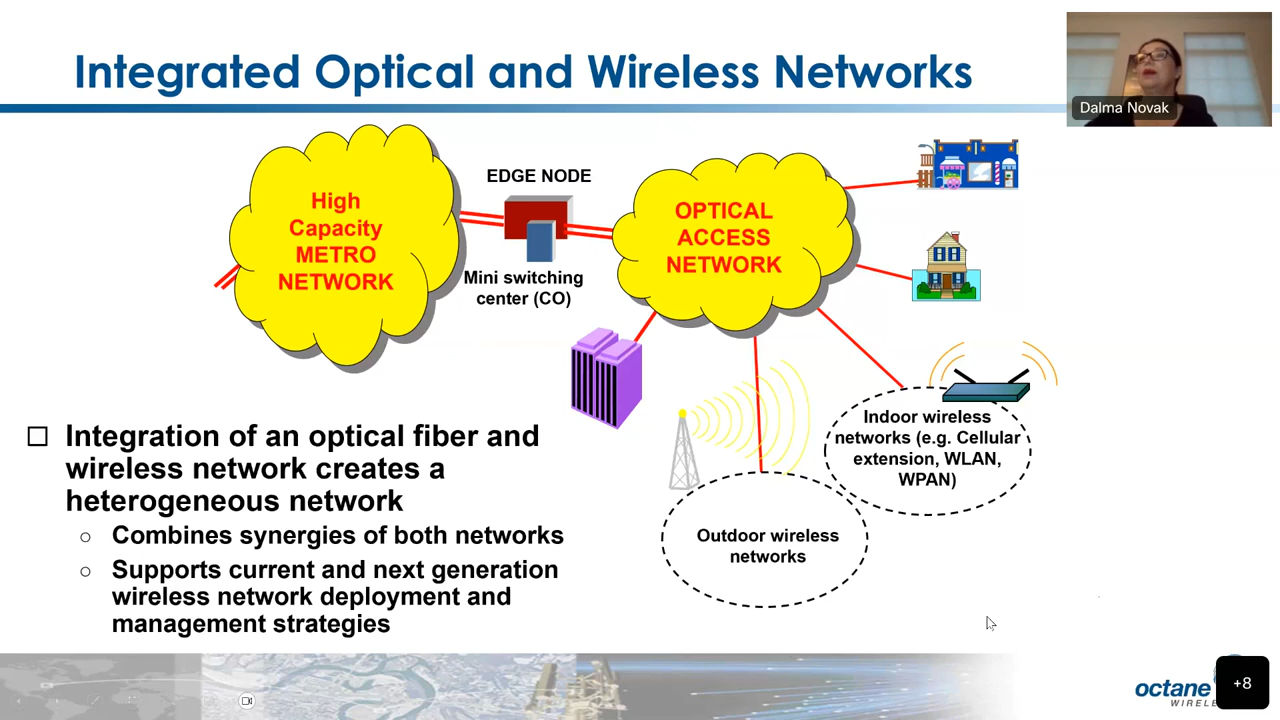 Integrated Optical and Wireless Networks
Dalma Novak
High
Capacity
METRO
NETWORK
EDGE NODE
Mini switching
center (CO)
OPTICAL
ACCESS
NETWORK
Indoor wireless
networks (e.g. Cellular
extension, WLAN,
WPAN)
Outdoor wireless
networks
□ Integration of an optical fiber and
wireless network creates a
heterogeneous network
○ Combines synergies of both networks
○ Supports current and next generation
wireless network deployment and
management strategies
octane
+8